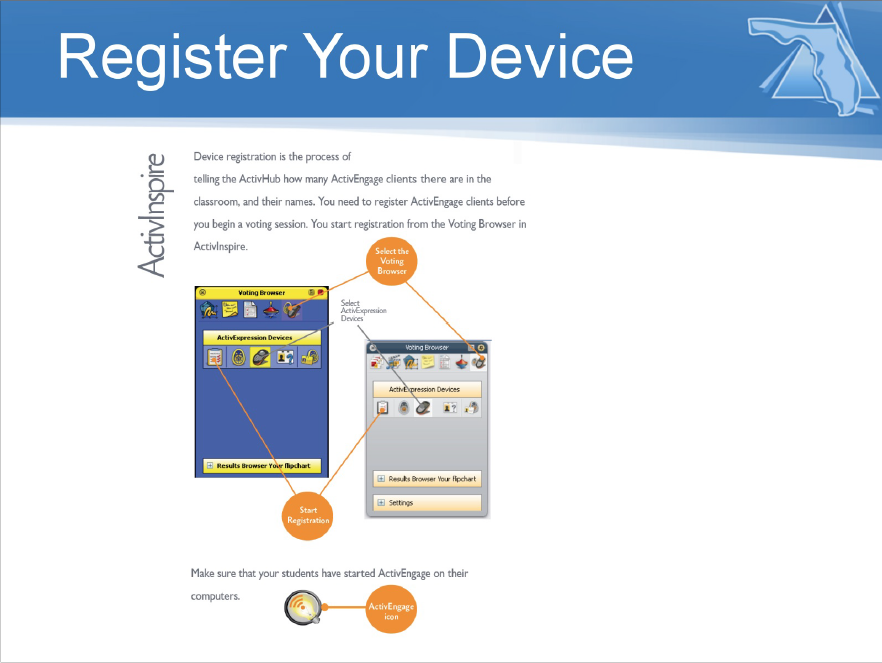 Register Your Device
ActivInspire
Device registration is the process of
telling the ActivHub how many ActivEngage clients there are in the
classroom, and their names. You need to register ActivEngage clients before
you begin a voting session. You start registration from the Voting Browser in
ActivInspire.
Select the
Voting
Browser
Voting Browser
Select
ActivExpression
Devices
ActivExpression Devices
Voting Browser
ActivExpression Devices
Results Browser Your flipchart
Results Browser Your flipchart
Settings
Start
Registration
Make sure that your students have started ActivEngage on their
computers.
ActivEngage
icon